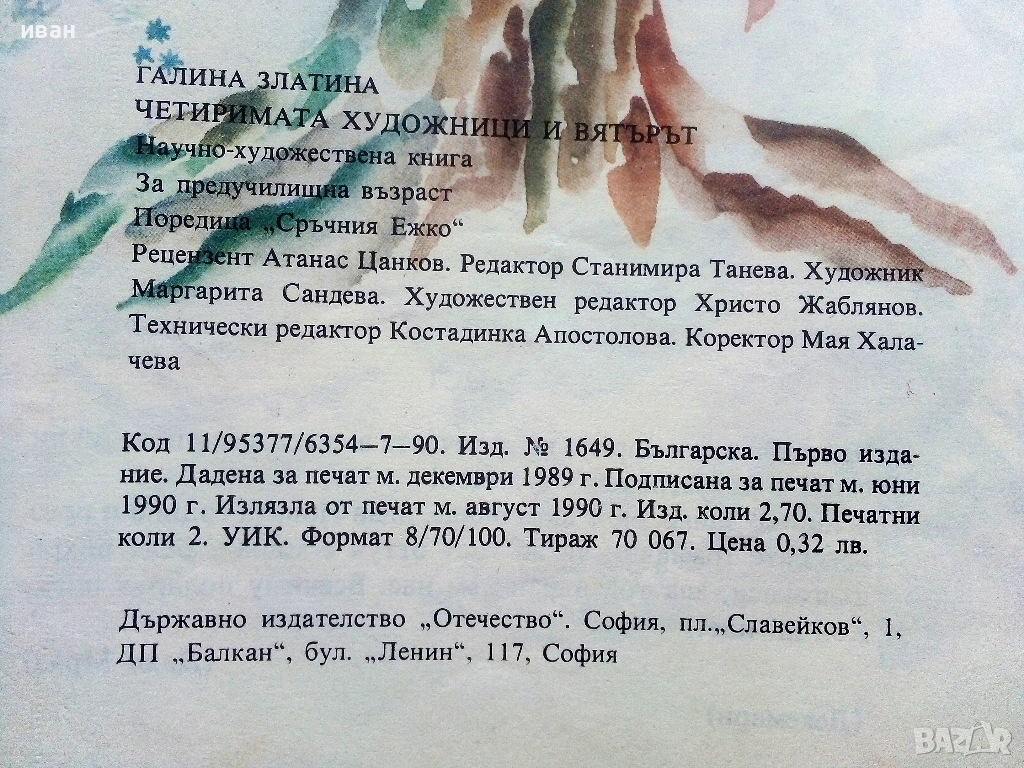 иван
ГАЛИНА ЗЛАТИНА
ЧЕТИРИМАТА ХУДОЖНИЦИ И ВЯТЪРЪТ
Научно-художествена книга
За предучилищна възраст
Поредица „Сръчния Ежко“
Рецензент Атанас Цанков. Редактор Станимира Танева. Художник
Маргарита Сандева. Художествен редактор Христо Жаблянов.
Технически редактор Костадинка Апостолова. Коректор Мая Хала-
чева
Код 11/95377/6354–7–90. Изд. № 1649. Българска. Първо изда-
ние. Дадена за печат м. декември 1989 г. Подписана за печат м. юни
1990 г. Излязла от печат м. август 1990 г. Изд. коли 2,70. Печатни
коли 2. УИК. Формат 8/70/100. Тираж 70 067. Цена 0,32 лв.
Държавно издателство „Отечество“. София, пл.„Славейков“, 1,
ДП „Балкан“, бул. „Ленин“, 117, София
BAZAR